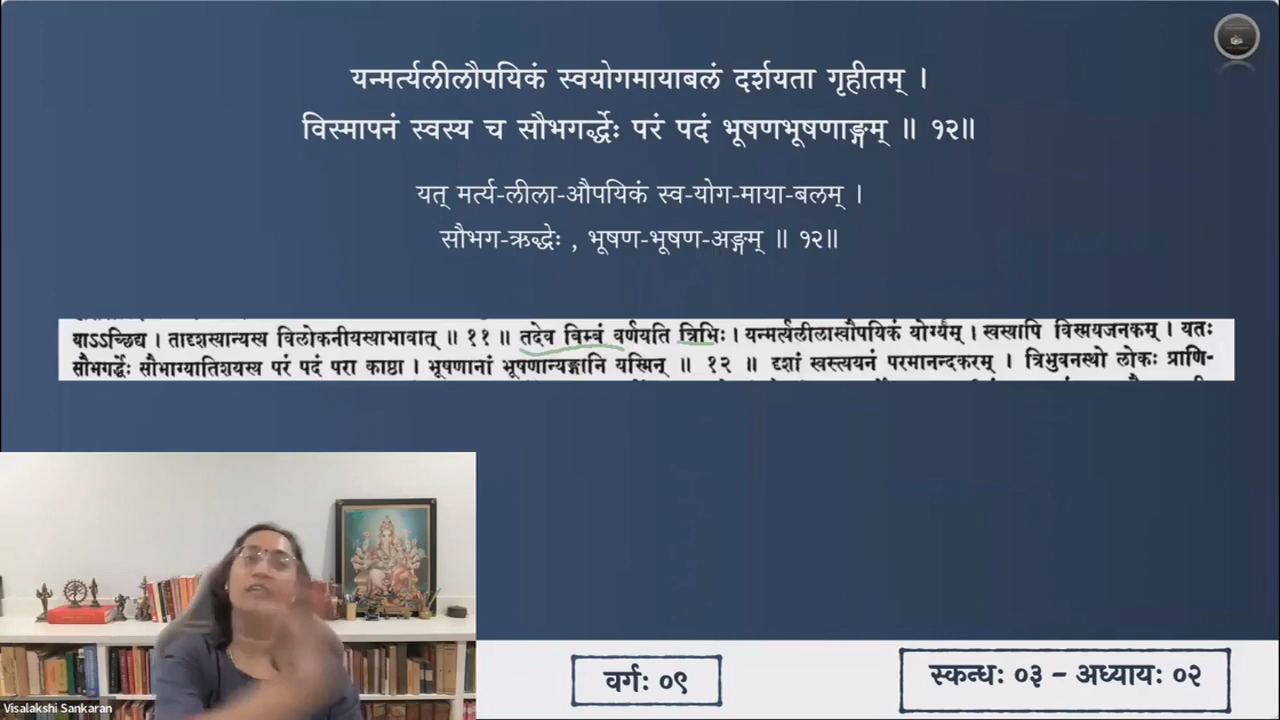 यन्मर्त्यलीलौपयिकं स्वयोगमायाबलं दर्शयता गृहीतम् ।
विस्मापनं स्वस्य च सौभगर्द्धेः परं पदं भूषणभूषणाङ्गम् ॥ १२॥
यत् मर्त्य-लीला-औपयिकं स्व-योग-माया-बलम् ।
सौभग-ऋद्धेः , भूषण-भूषण-अङ्गम् ॥ १२॥
याऽऽच्छिद्य । तादृशस्यान्यस्य विलोकनीयस्याभावात् ॥ ११ ॥ तदेव बिम्बं वर्णयति त्रिभिः । यन्मर्त्यलीलास्वौपयिकं योग्यम् । स्वस्यापि विस्मयजनकम् । यतः
सौभगर्द्धेः सौभाग्यातिशयस्य परं पदं परा काष्ठा । भूषणानां भूषणान्यङ्गानि यस्मिन् ॥ १२ ॥ दृशां स्वस्त्ययनं परमानन्दकरम् । त्रिभुवनस्थो लोकः प्राणि-
Visalakshi Sankaran
वर्गः ०९
स्कन्धः ०३ – अध्यायः ०२